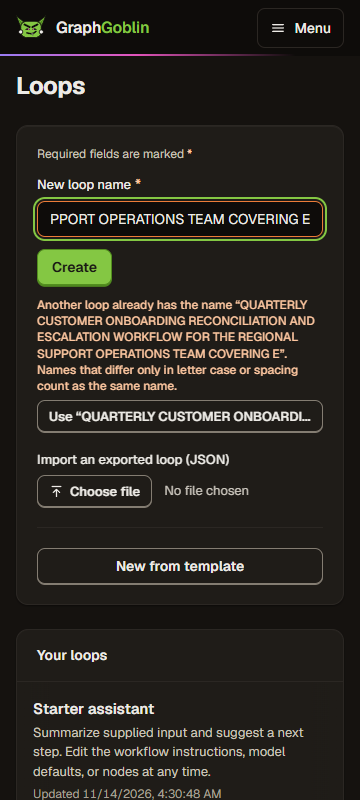 GraphGoblin
Menu
Loops
Required fields are marked *
New loop name *
PPORT OPERATIONS TEAM COVERING E
Create
Another loop already has the name “QUARTERLY
CUSTOMER ONBOARDING RECONCILIATION AND
ESCALATION WORKFLOW FOR THE REGIONAL
SUPPORT OPERATIONS TEAM COVERING E”.
Names that differ only in letter case or spacing
count as the same name.
Use “QUARTERLY CUSTOMER ONBOARDI...
Import an exported loop (JSON)
Choose file
No file chosen
New from template
Your loops
Starter assistant
Summarize supplied input and suggest a next
step. Edit the workflow instructions, model
defaults, or nodes at any time.
Updated 11/14/2026, 4:30:48 AM